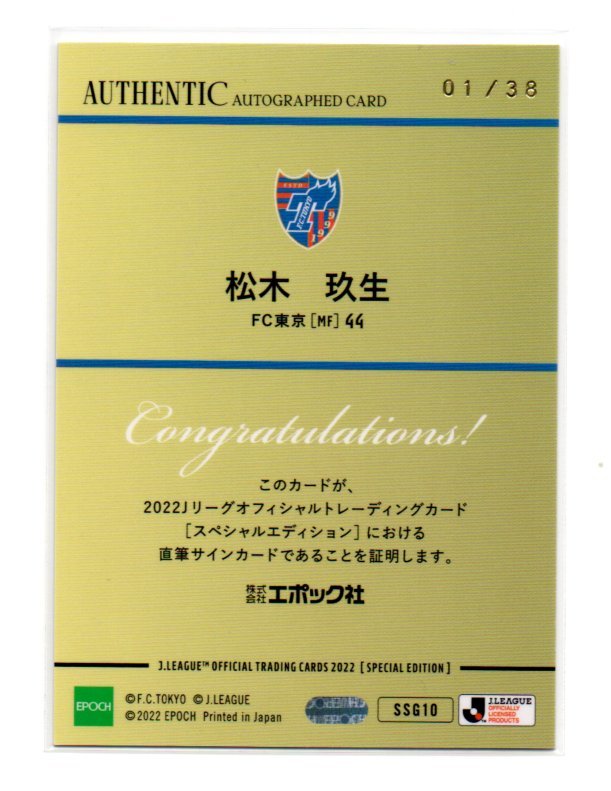 AUTHENTIC AUTOGRAPHED CARD
01/38
FC TOKYO
1999
松木 玖生
FC東京［MF］44
Congratulations!
このカードが、
2022Jリーグオフィシャルトレーディングカード
［スペシャルエディション］における
直筆サインカードであることを証明します。
株式会社エポック社
J.LEAGUE™ OFFICIAL TRADING CARDS 2022 [ SPECIAL EDITION ]
EPOCH
©F.C.TOKYO ©J.LEAGUE
©2022 EPOCH Printed in Japan
SSG10
J.LEAGUE
OFFICIALLY
LICENSED
PRODUCTS